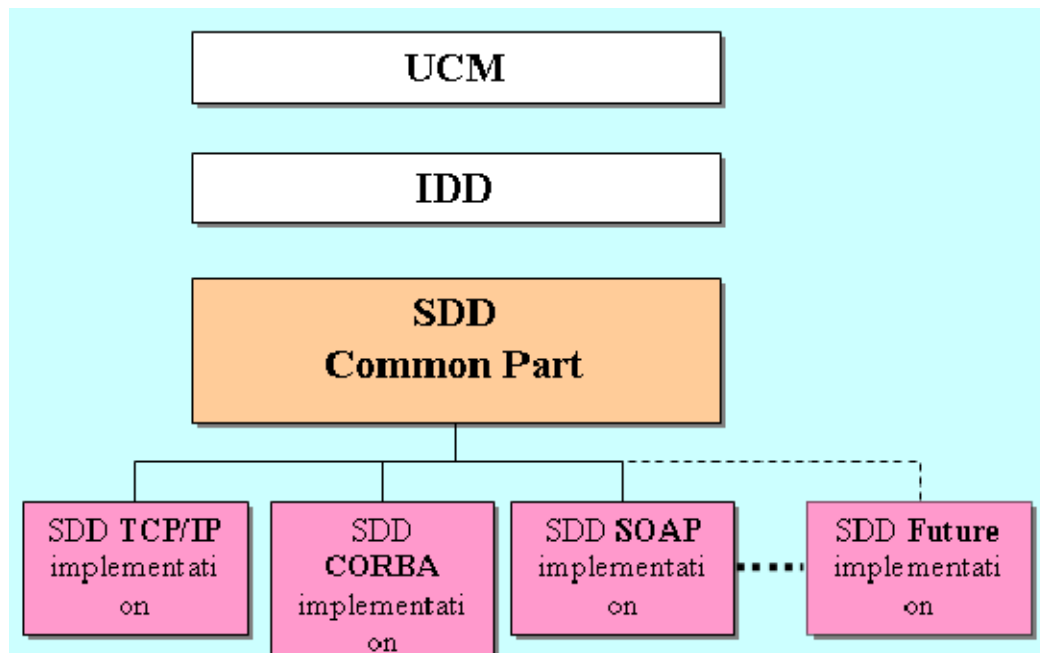 UCM
IDD
SDD
Common Part
SDD TCP/IP
implementati
on
SDD
CORBA
implementati
on
SDD SOAP
implementati
on
SDD Future
implementati
on